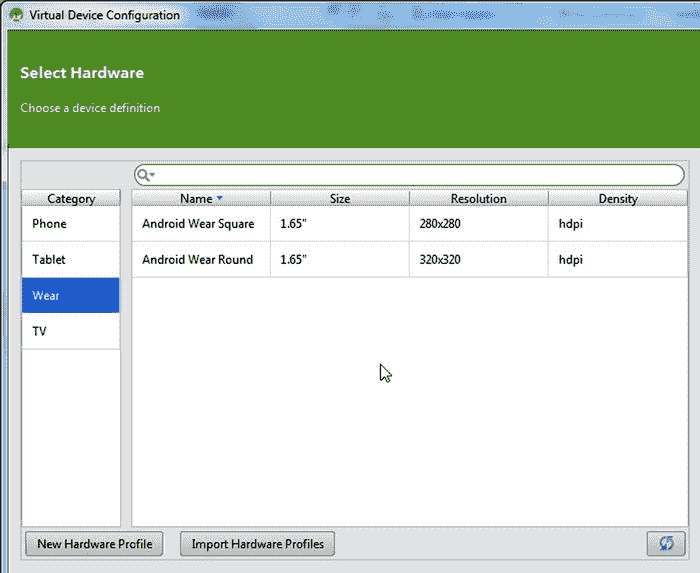 Virtual Device Configuration
Select Hardware
Choose a device definition
Category Name Size Resolution Density
Phone Android Wear Square 1.65" 280x280 hdpi
Tablet Android Wear Round 1.65" 320x320 hdpi
Wear
TV
New Hardware Profile Import Hardware Profiles